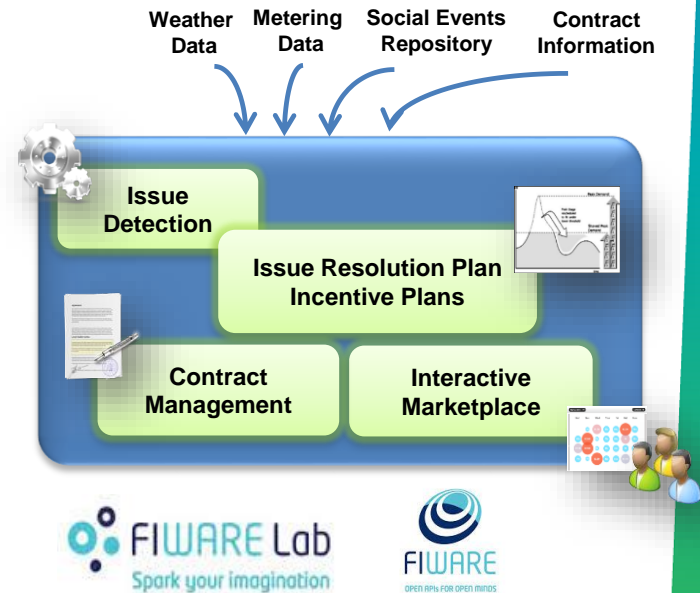 Weather
Data
Metering
Data
Social Events
Repository
Contract
Information
Issue
Detection
Issue Resolution Plan
Incentive Plans
Contract
Management
Interactive
Marketplace
FIWARE Lab
Spark your imagination
FIWARE
OPEN APIs FOR OPEN MINDS